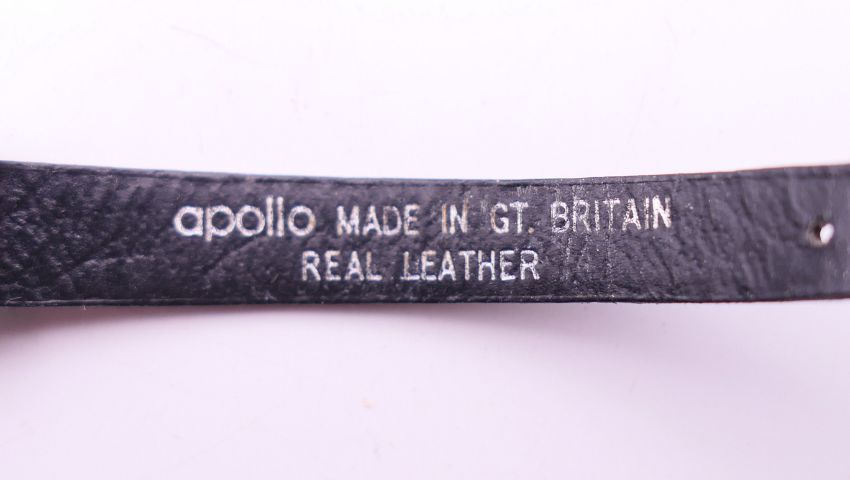 apollo MADE IN GT. BRITAIN
REAL LEATHER